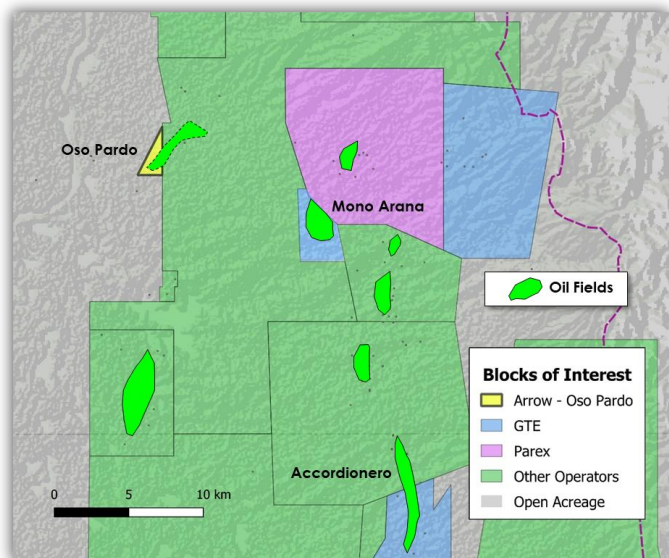 Oso Pardo
Mono Arana
Oil Fields
Blocks of Interest
Arrow - Oso Pardo
GTE
Parex
Other Operators
Open Acreage
Accordionero
0 5 10 km